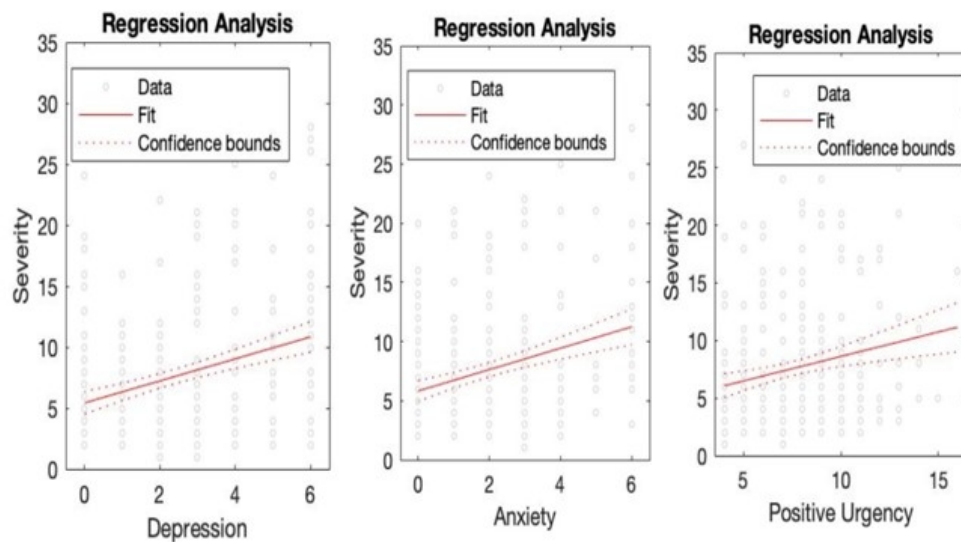 Regression Analysis
35
30
25
20
15
10
5
0
Severity
Data
Fit
Confidence bounds
0 2 4 6
Depression
Regression Analysis
35
30
25
20
15
10
5
0
Severity
Data
Fit
Confidence bounds
0 2 4 6
Anxiety
Regression Analysis
35
30
25
20
15
10
5
0
Severity
Data
Fit
Confidence bounds
5 10 15
Positive Urgency